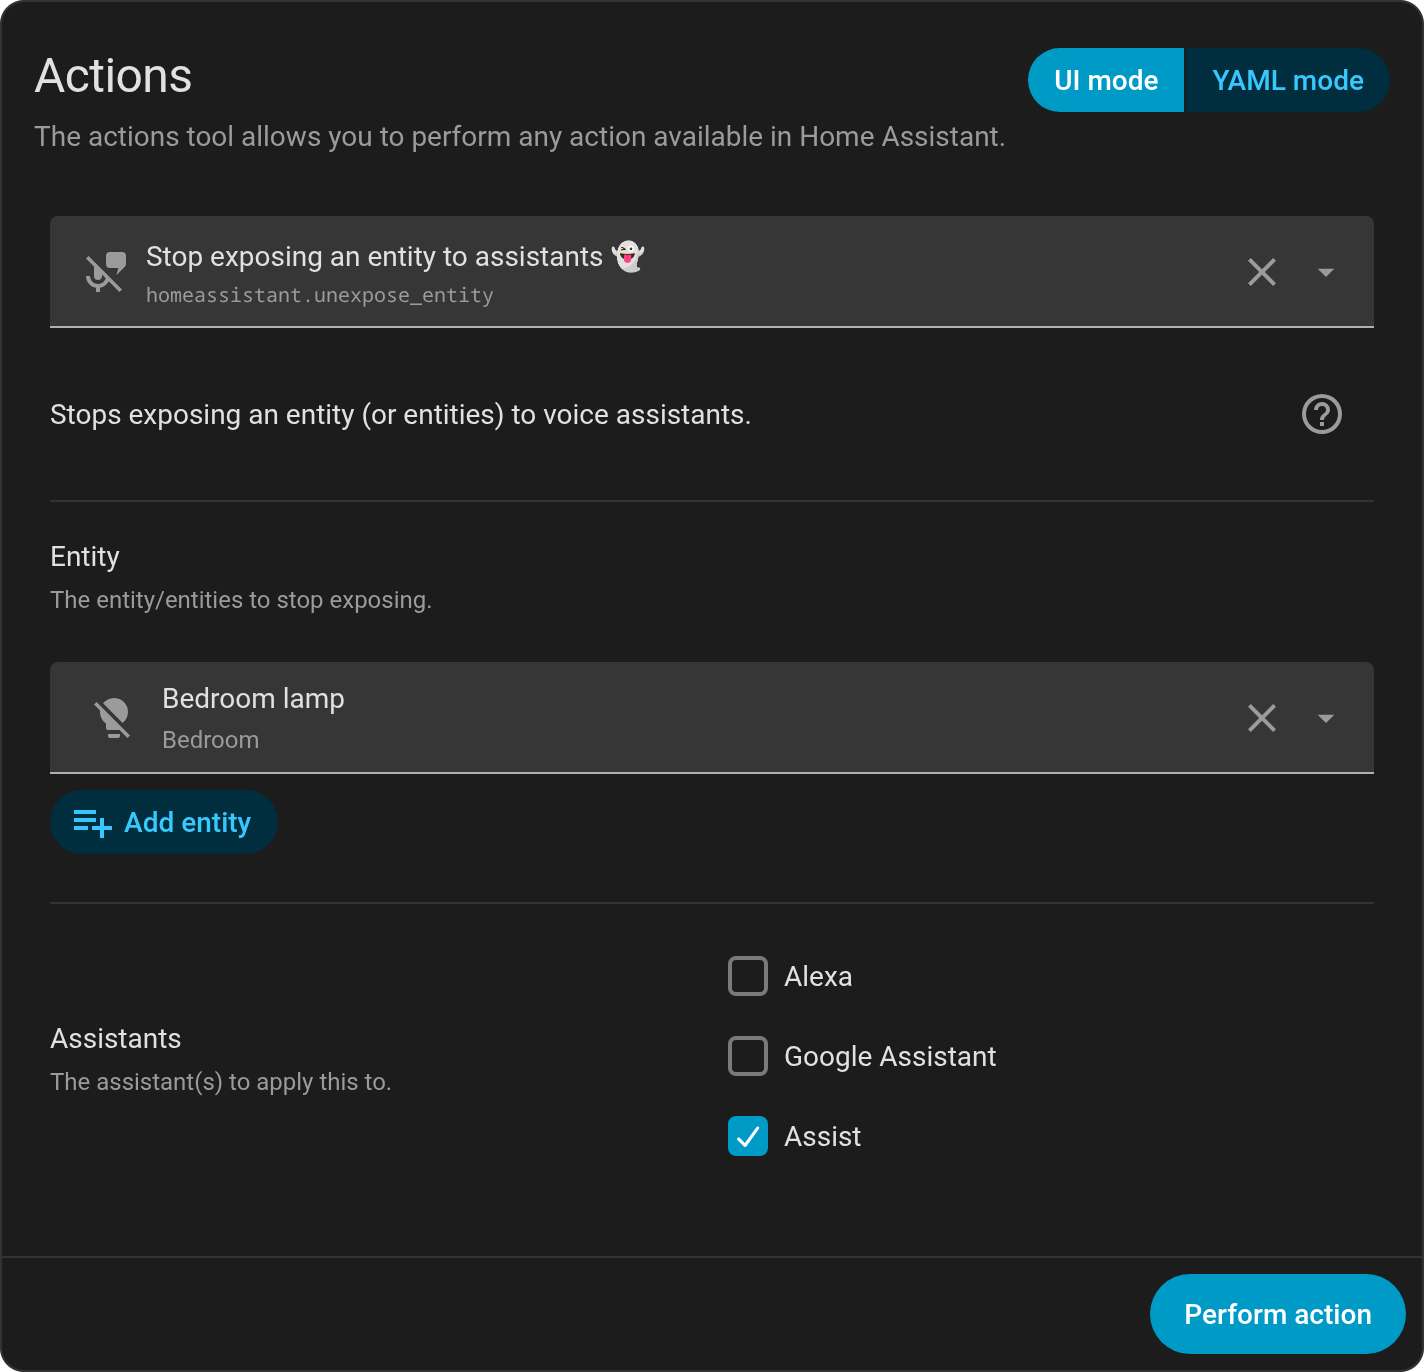 Actions
UI mode
YAML mode
The actions tool allows you to perform any action available in Home Assistant.
Stop exposing an entity to assistants 👻
homeassistant.unexpose_entity
Stops exposing an entity (or entities) to voice assistants.
Entity
The entity/entities to stop exposing.
Bedroom lamp
Bedroom
Add entity
Assistants
The assistant(s) to apply this to.
Alexa
Google Assistant
Assist
Perform action